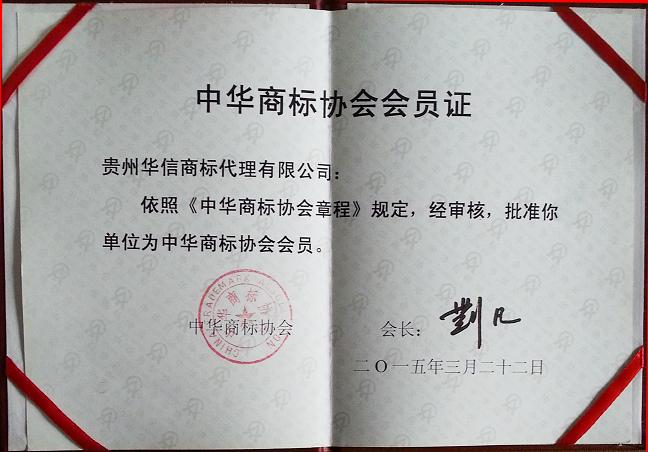 中华商标协会会员证
贵州华信商标代理有限公司：
依照《中华商标协会章程》规定，经审核，批准你
单位为中华商标协会会员。
中华商标协会
会长：刘凡
二〇一五年三月二十二日